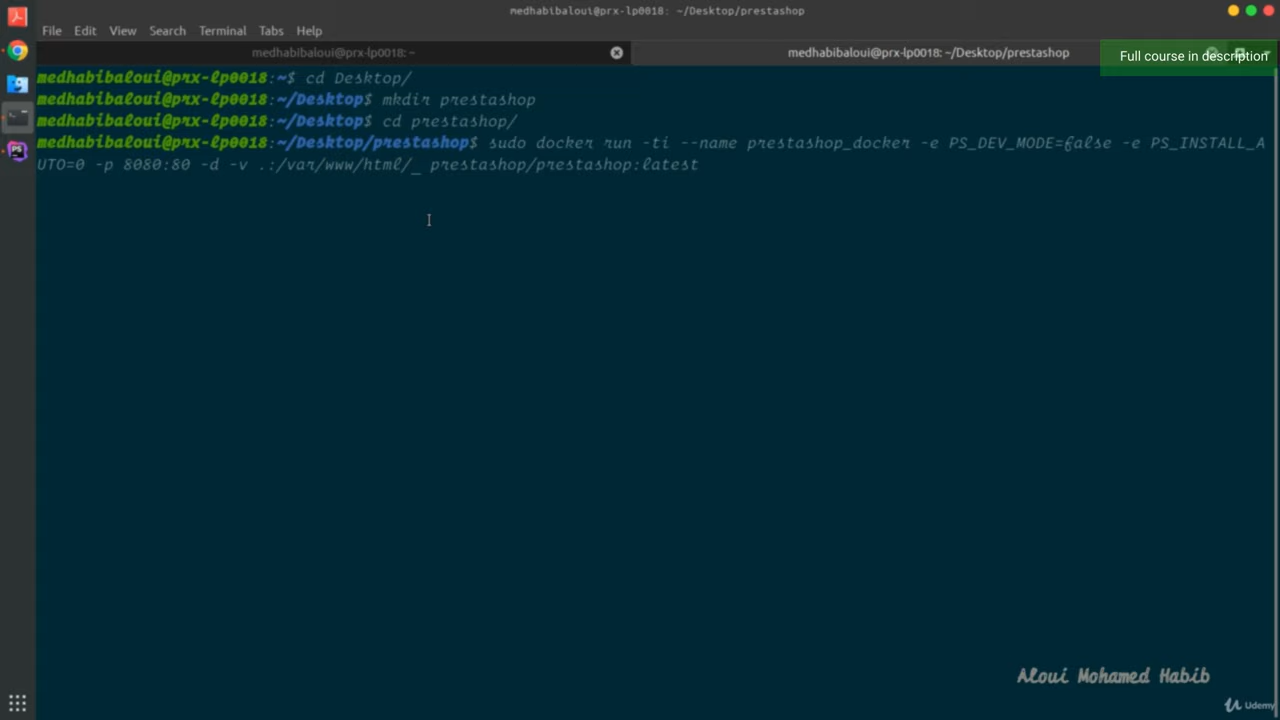 medhabibaloui@prx-lp0018: ~/Desktop/prestashop
File Edit View Search Terminal Tabs Help
medhabibaloui@prx-lp0018: ~
medhabibaloui@prx-lp0018: ~/Desktop/prestashop
Full course in description
medhabibaloui@prx-lp0018:~$ cd Desktop/
medhabibaloui@prx-lp0018:~/Desktop$ mkdir prestashop
medhabibaloui@prx-lp0018:~/Desktop$ cd prestashop/
medhabibaloui@prx-lp0018:~/Desktop/prestashop$ sudo docker run -ti --name prestashop_docker -e PS_DEV_MODE=false -e PS_INSTALL_A
UTO=0 -p 8080:80 -d -v .:/var/www/html/_ prestashop/prestashop:latest
Aloui Mohamed Habib
Udemy